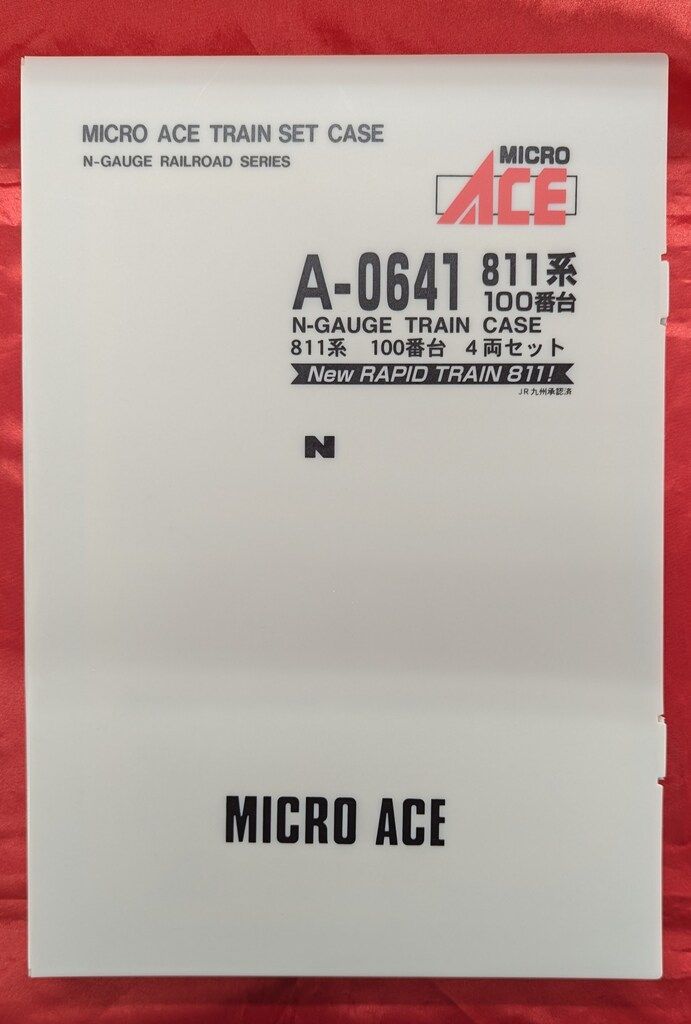 MICRO ACE TRAIN SET CASE
N-GAUGE RAILROAD SERIES
MICRO
ACE
A-0641 811系
100番台
N-GAUGE TRAIN CASE
811系 100番台 4両セット
New RAPID TRAIN 811!
JR九州承認済
N
MICRO ACE